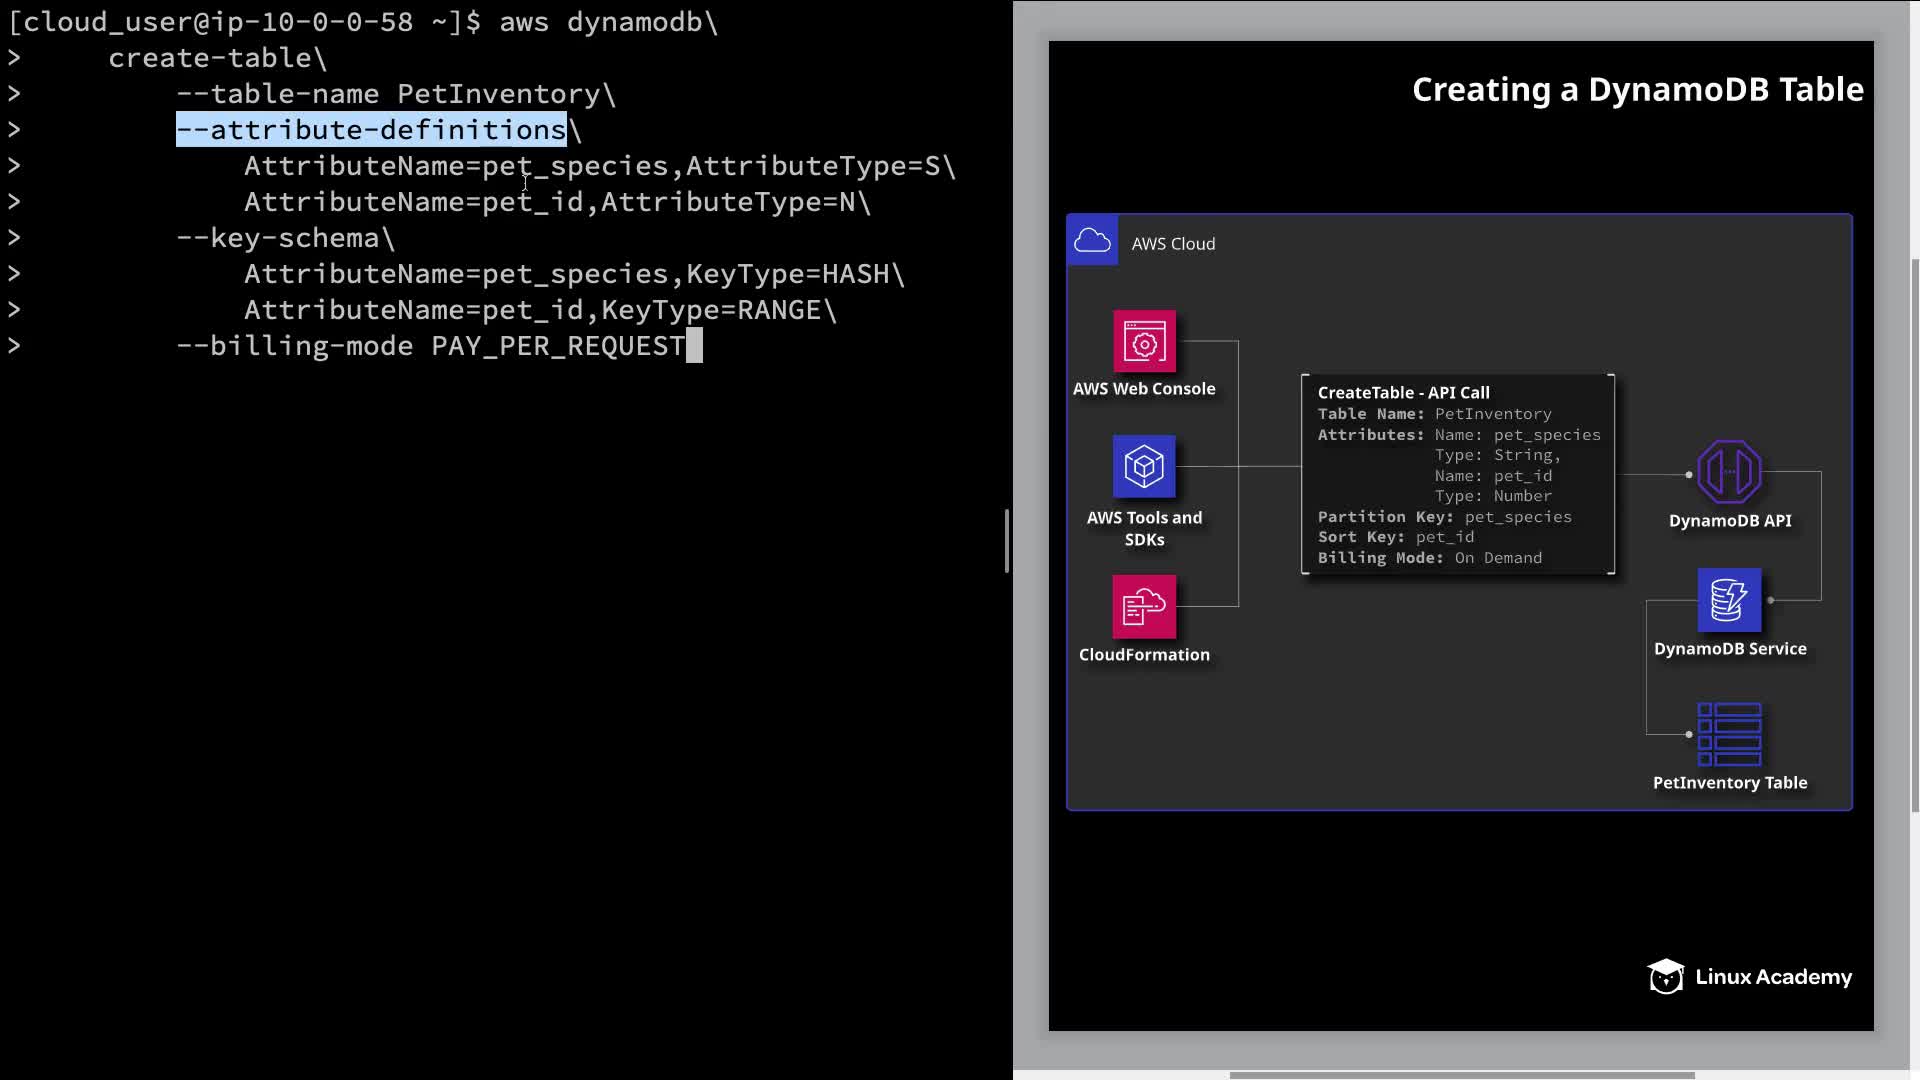 [cloud_user@ip-10-0-0-58 ~]$ aws dynamodb\
>     create-table\
>         --table-name PetInventory\
>         --attribute-definitions\
>             AttributeName=pet_species,AttributeType=S\
>             AttributeName=pet_id,AttributeType=N\
>         --key-schema\
>             AttributeName=pet_species,KeyType=HASH\
>             AttributeName=pet_id,KeyType=RANGE\
>         --billing-mode PAY_PER_REQUEST
Creating a DynamoDB Table
AWS Cloud
AWS Web Console
AWS Tools and
SDKs
CloudFormation
CreateTable - API Call
Table Name: PetInventory
Attributes: Name: pet_species
Type: String,
Name: pet_id
Type: Number
Partition Key: pet_species
Sort Key: pet_id
Billing Mode: On Demand
DynamoDB API
DynamoDB Service
PetInventory Table
Linux Academy